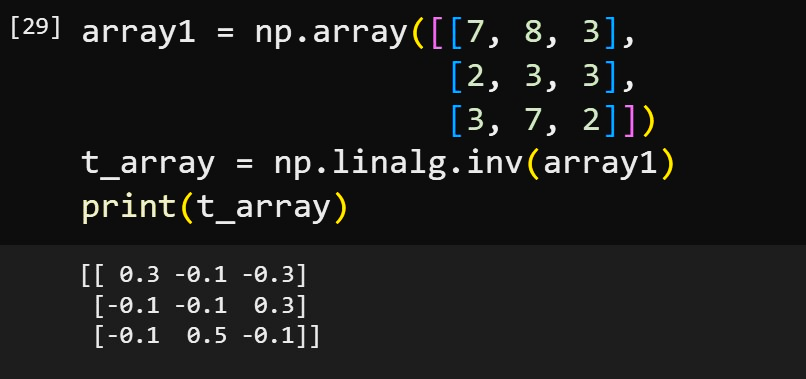 [29] array1 = np.array([[7, 8, 3],
[2, 3, 3],
[3, 7, 2]])
t_array = np.linalg.inv(array1)
print(t_array)
[[ 0.3 -0.1 -0.3]
[-0.1 -0.1  0.3]
[-0.1  0.5 -0.1]]